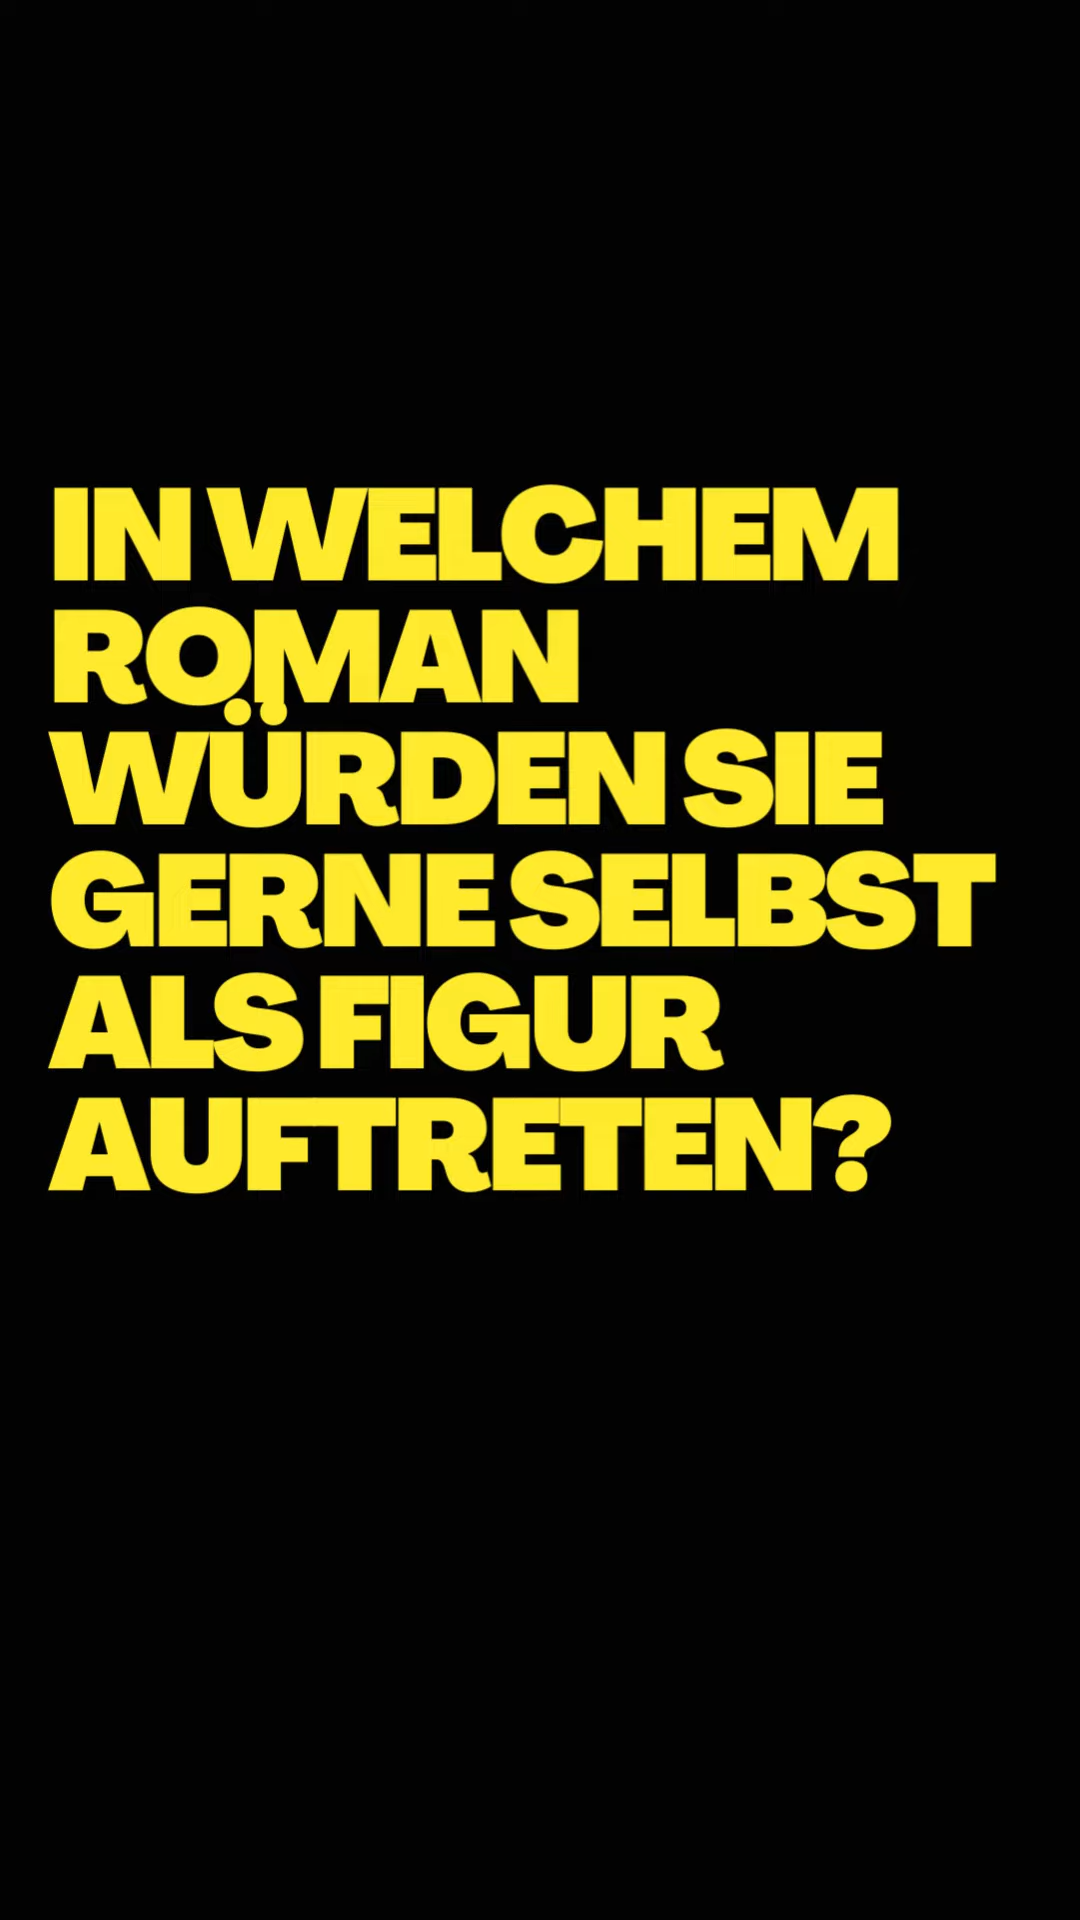 IN WELCHEM
ROMAN
WÜRDEN SIE
GERNE SELBST
ALS FIGUR
AUFTRETEN?